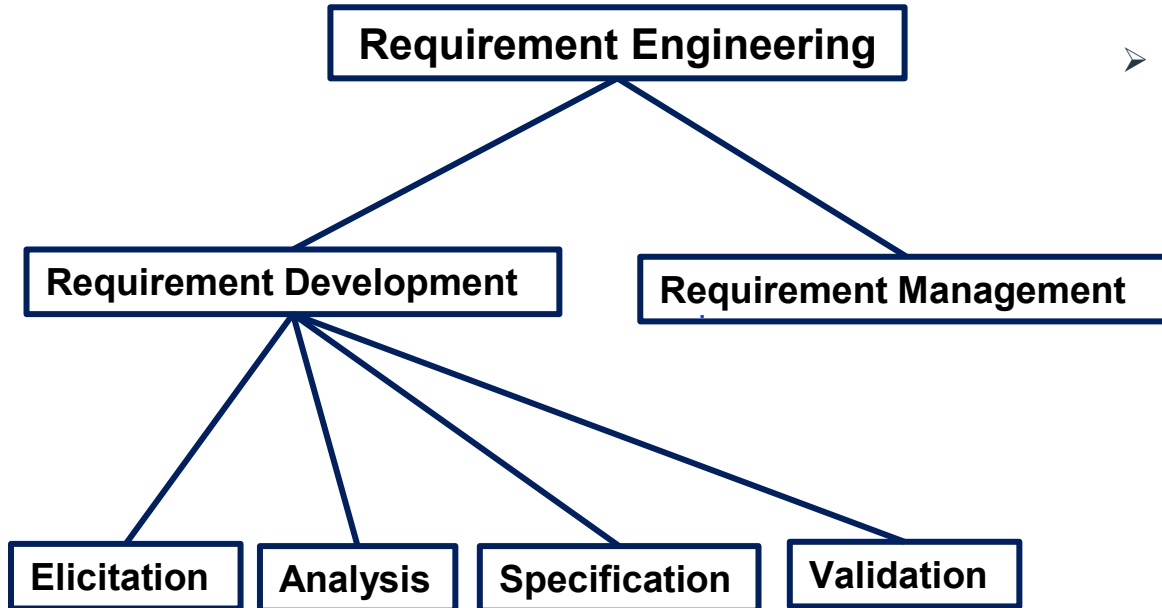 Requirement Engineering
➢
Requirement Development
Requirement Management
Elicitation
Analysis
Specification
Validation